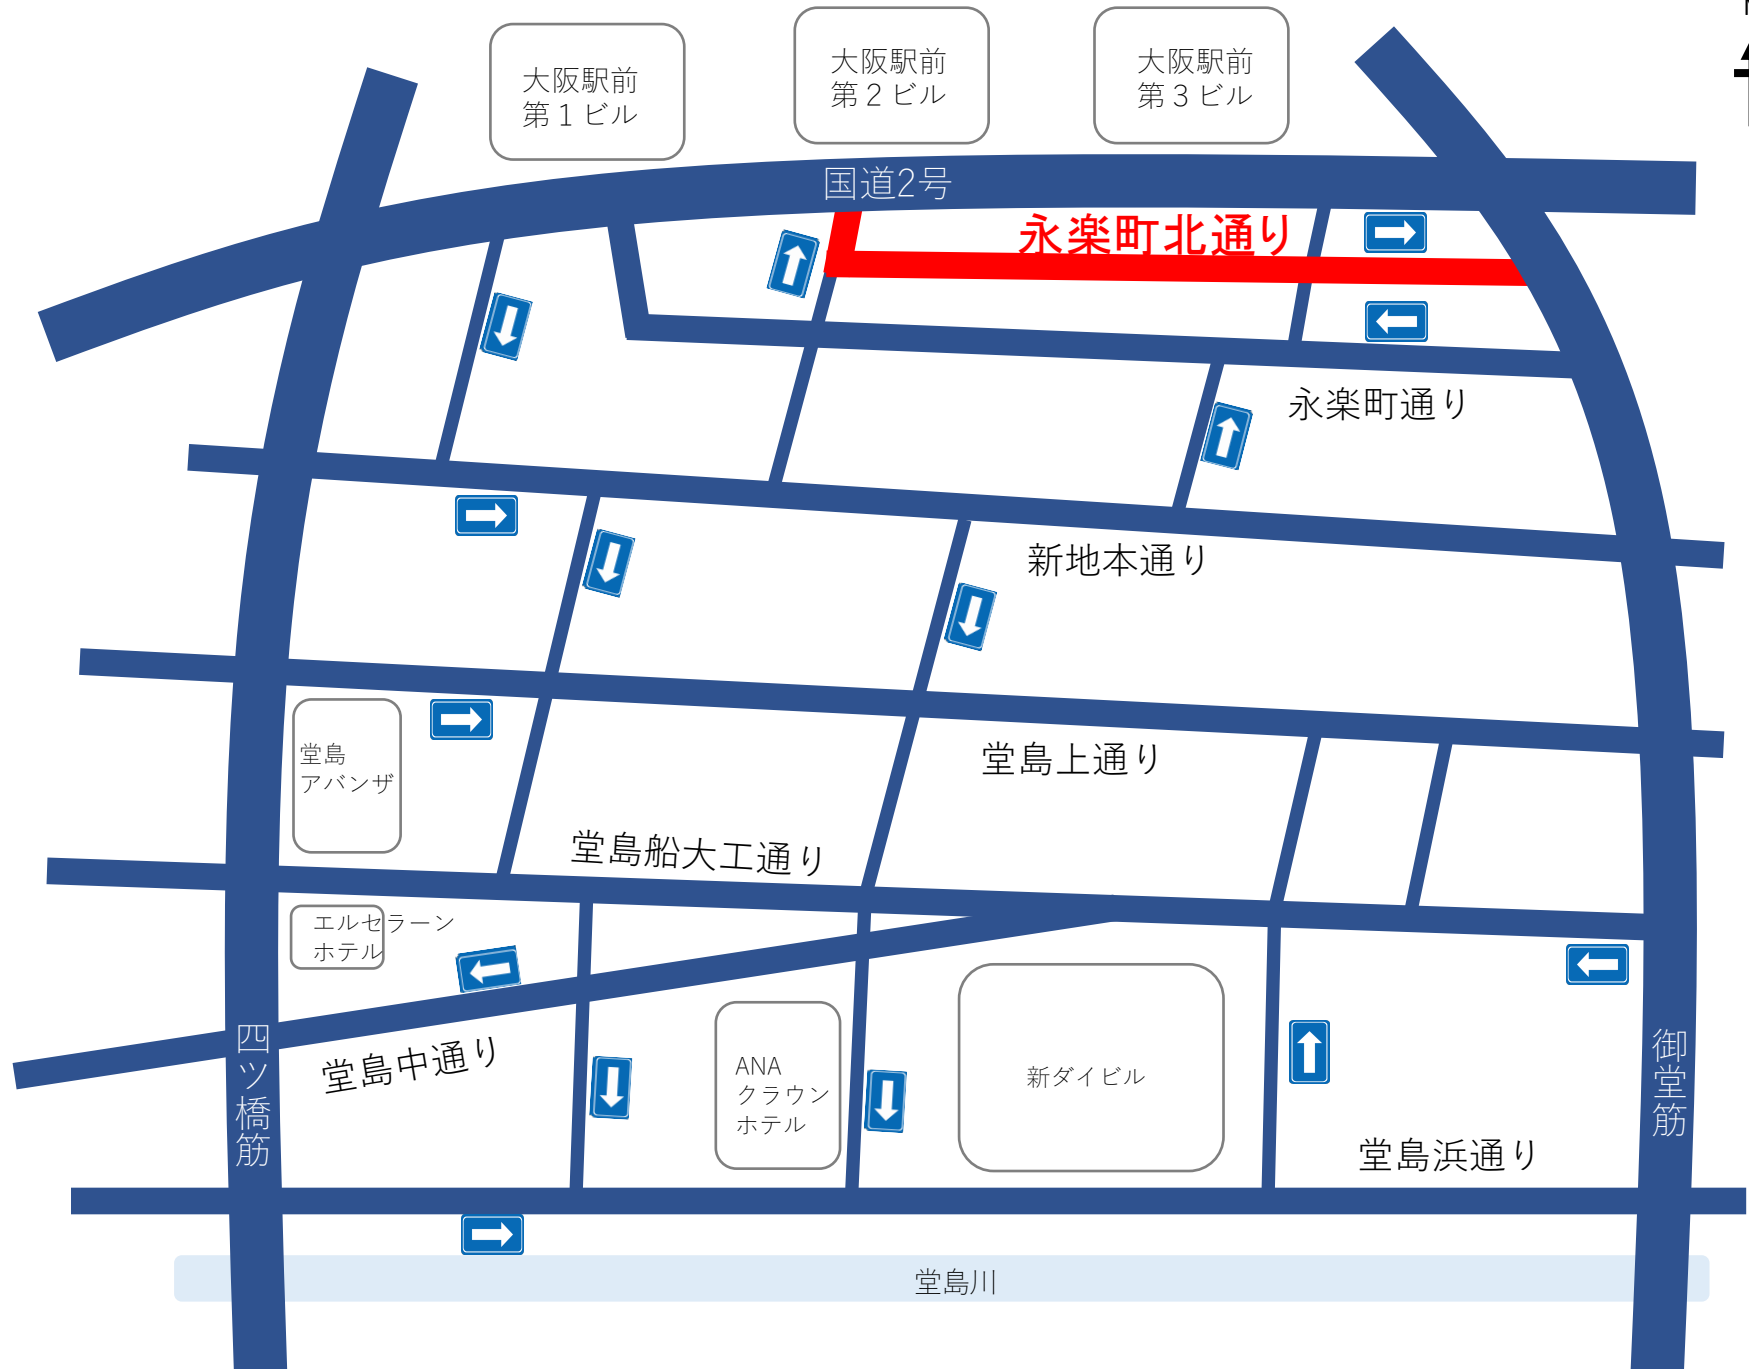 大阪駅前
第１ビル
大阪駅前
第２ビル
大阪駅前
第３ビル
国道2号
永楽町北通り
永楽町通り
新地本通り
堂島上通り
堂島
アバンザ
堂島船大工通り
エルセラーン
ホテル
堂島中通り
四ツ橋筋
ANA
クラウン
ホテル
新ダイビル
御堂筋
堂島浜通り
堂島川